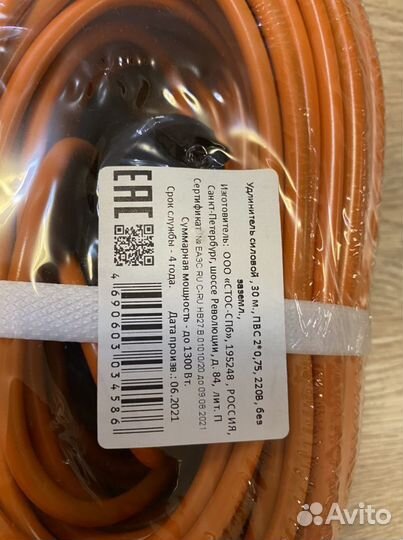 Удлинитель силовой , 30 м., ПВС 2*0,75, 220В, без
заземл.,
Изготовитель: ООО «СТОС-СПб», 195248 , РОССИЯ,
Санкт-Петербург, шоссе Революции, д. 84, лит. П
Сертификат № ЕАЭС RU C-RU.НВ27.В.01010/20 до 09.08.2021
Суммарная мощность - до 1300 Вт.
Срок службы - 4 года. Дата произв.: 06.2021
EAC
4 690603 034586
Avito